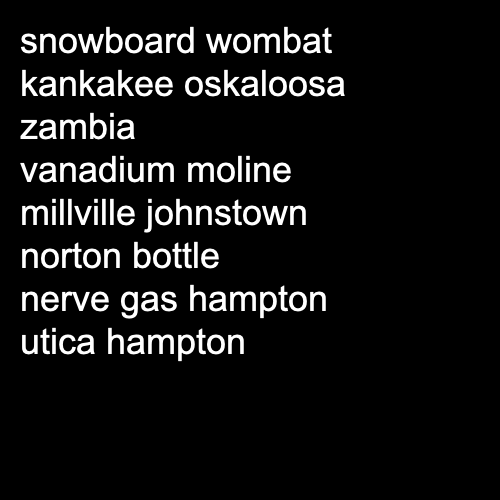 snowboard wombat
kankakee oskaloosa
zambia
vanadium moline
millville johnstown
norton bottle
nerve gas hampton
utica hampton